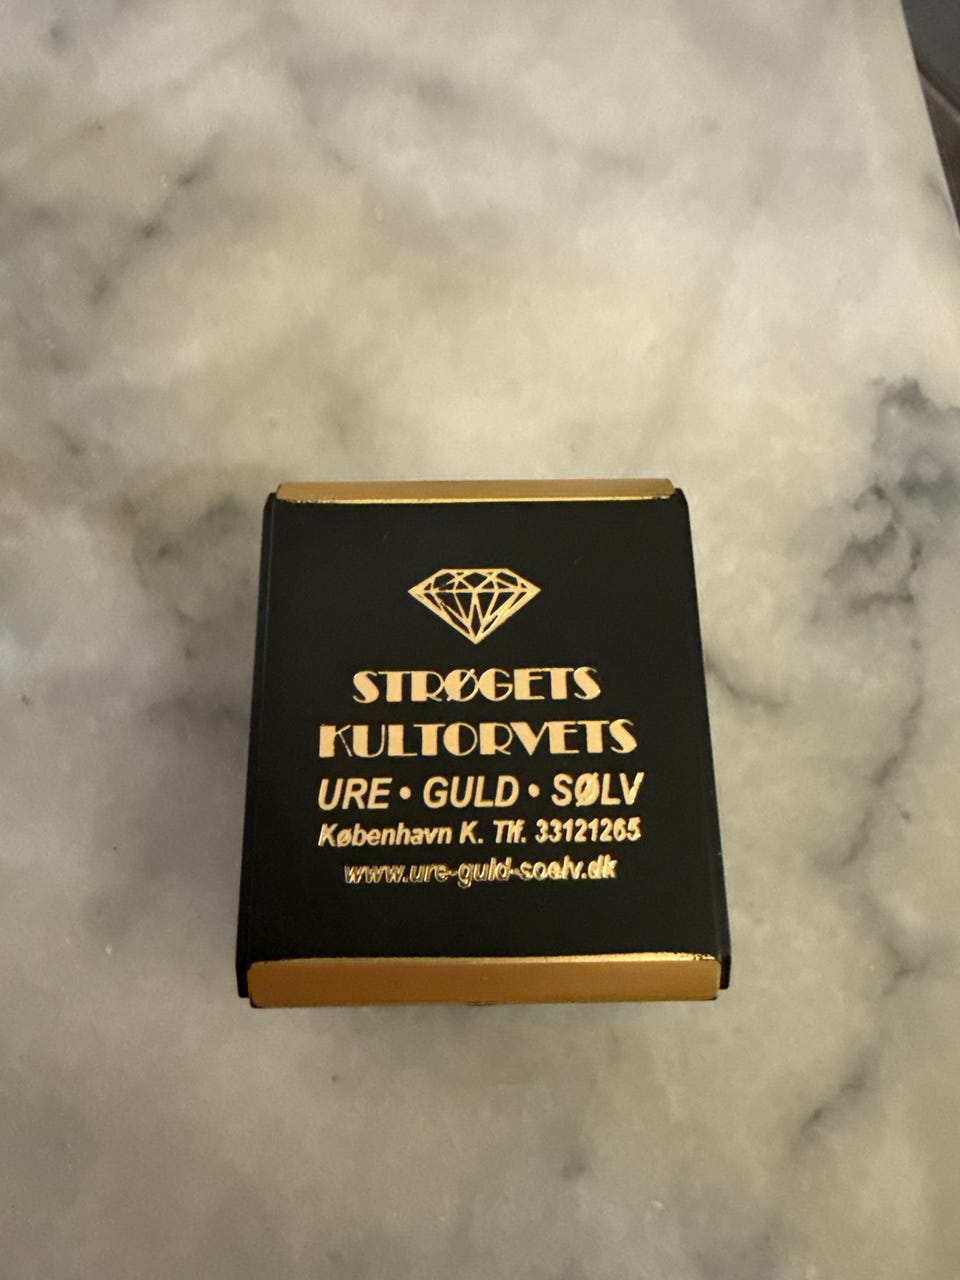 STRØGETS
KULTORVETS
URE • GULD • SØLV
København K. Tlf. 33121265
www.ure-guld-soelv.dk